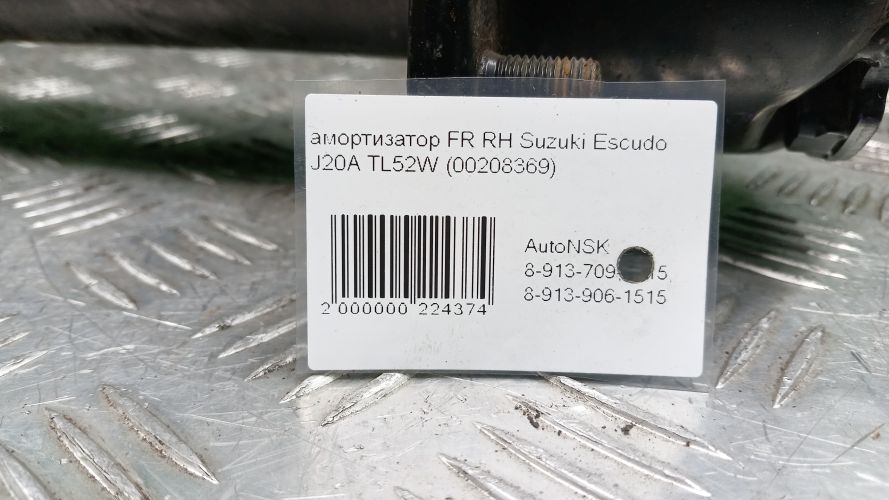 амортизатор FR RH Suzuki Escudo
J20A TL52W (00208369)
AutoNSK
8-913-906-1515
2 000000 224374